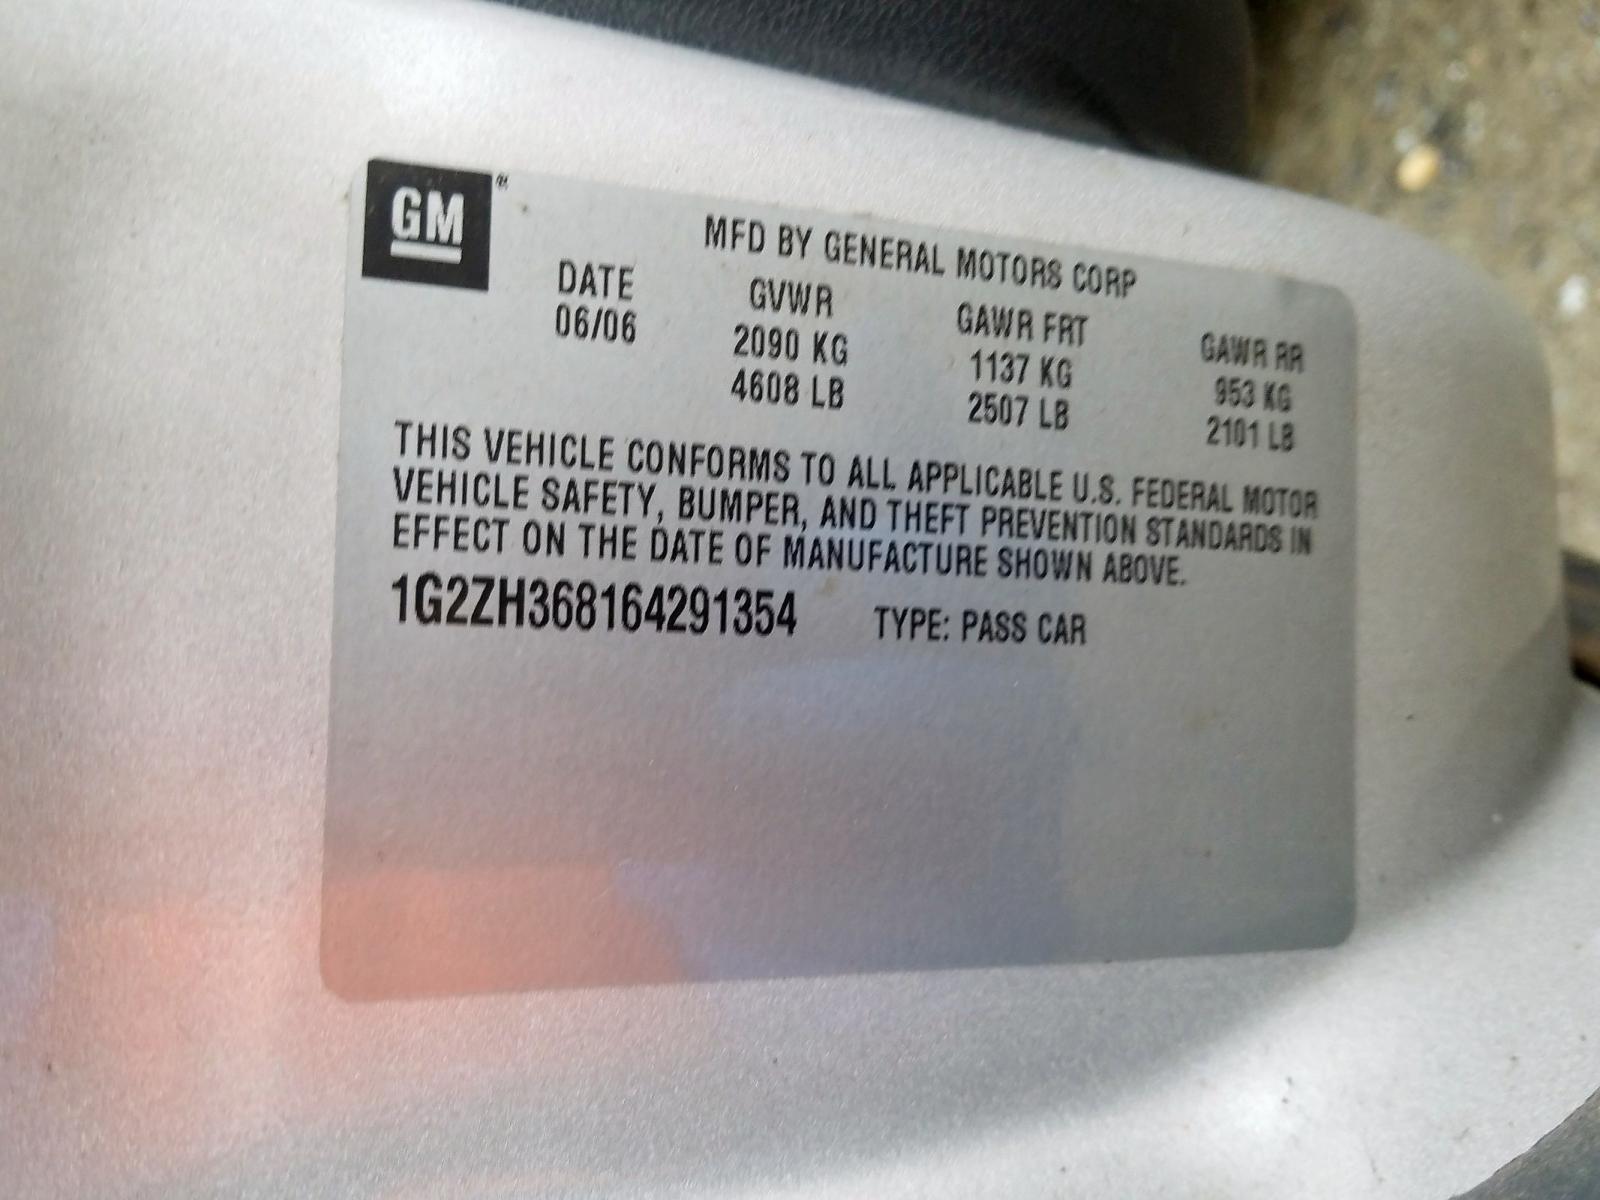 GM
MFD BY GENERAL MOTORS CORP
DATE GVWR GAWR FRT GAWR RR
06/06 2090 KG 1137 KG 953 KG
4608 LB 2507 LB 2101 LB
THIS VEHICLE CONFORMS TO ALL APPLICABLE U.S. FEDERAL MOTOR
VEHICLE SAFETY, BUMPER, AND THEFT PREVENTION STANDARDS IN
EFFECT ON THE DATE OF MANUFACTURE SHOWN ABOVE.
1G2ZH368164291354 TYPE: PASS CAR